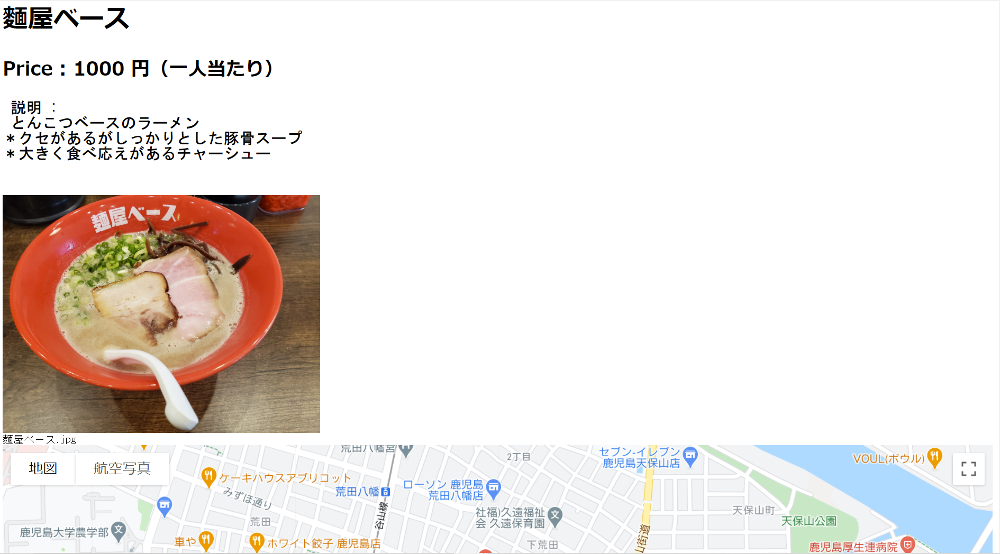 麵屋ベース
Price : 1000 円（一人当たり）
説明 ：
とんこつベースのラーメン
＊クセがあるがしっかりとした豚骨スープ
＊大きく食べ応えがあるチャーシュー
麵屋ベース
麵屋ベース.jpg
地図
航空写真
荒田八幡宮
2丁目
セブン-イレブン
鹿児島天保山店
VOUL(ボウル)
ケーキハウスアプリコット
ローソン 鹿児島
荒田八幡店
荒田八幡
みずほ通り
谷山線
社福)久遠福祉
会 久遠保育園
天保山町
天保山公園
荒田
鹿児島大学農学部
車や
ホワイト餃子 鹿児島店
下荒田
山街道
鹿児島厚生連病院